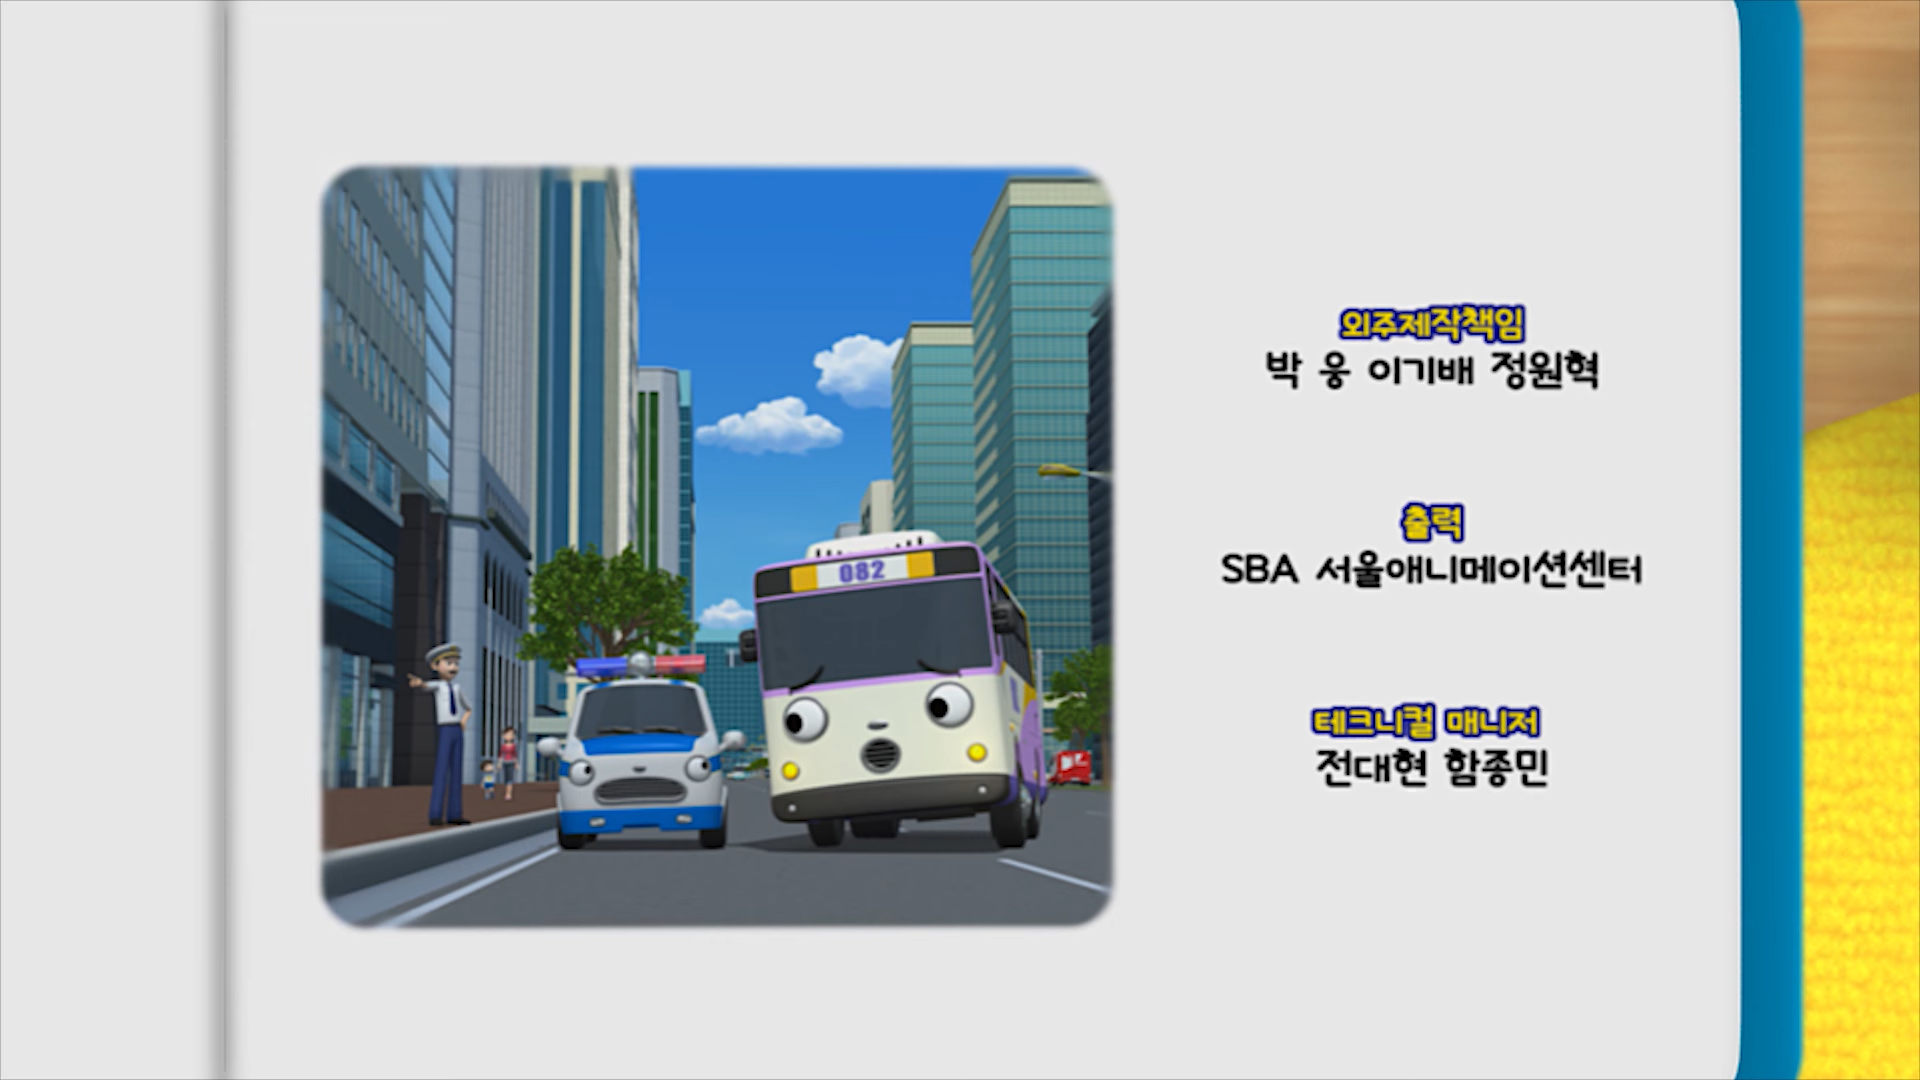 082
외주제작책임
박 웅 이기배 정원혁
출력
SBA 서울애니메이션센터
테크니컬 매니저
전대현 함종민